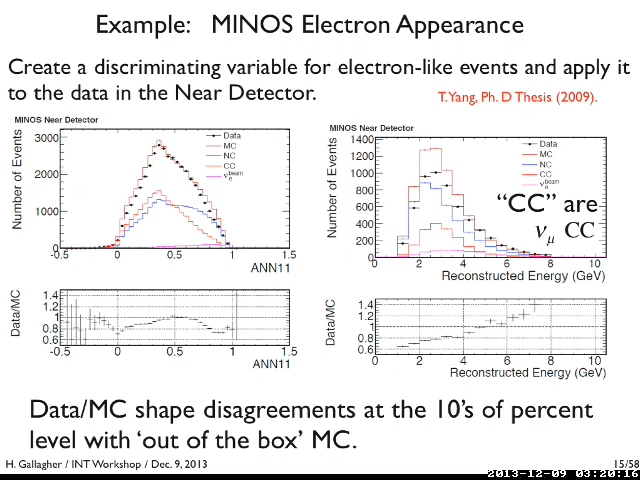 Example: MINOS Electron Appearance
Create a discriminating variable for electron-like events and apply it
to the data in the Near Detector.
T.Yang, Ph. D Thesis (2009).
MINOS Near Detector
Number of Events
3000
2000
1000
0
-0.5 0 0.5 1 1.5
ANN11
Data
MC
NC
CC
ν_e^beam
Data/MC
1.4
1.2
1
0.8
0.6
-0.5 0 0.5 1 1.5
ANN11
MINOS Near Detector
Number of Events
1400
1200
1000
800
600
400
200
0
0 2 4 6 8 10
Reconstructed Energy (GeV)
Data
MC
NC
CC
ν_e^beam
“CC” are
ν_μ CC
Data/MC
1.4
1.2
1
0.8
0.6
0 2 4 6 8 10
Reconstructed Energy (GeV)
Data/MC shape disagreements at the 10’s of percent
level with ‘out of the box’ MC.
H. Gallagher / INT Workshop / Dec. 9, 2013
15/58
2013-12-09 03:20:16